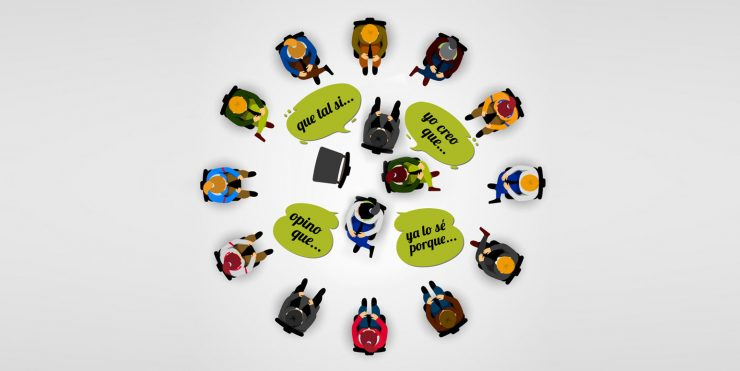 que tal si...
yo creo
que...
opino
que...
ya lo sé
porque...